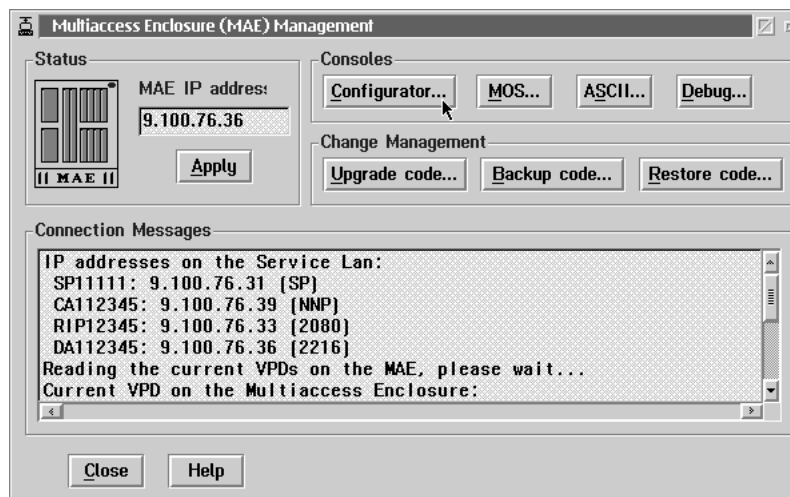 Multiaccess Enclosure (MAE) Management
Status
MAE IP address
9.100.76.36
Apply
|| MAE ||
Consoles
Configurator... MOS... ASCII... Debug...
Change Management
Upgrade code... Backup code... Restore code...
Connection Messages
IP addresses on the Service Lan:
SP11111: 9.100.76.31 (SP)
CA112345: 9.100.76.39 (NNP)
RIP12345: 9.100.76.33 (2080)
DA112345: 9.100.76.36 (2216)
Reading the current VPDs on the MAE, please wait...
Current VPD on the Multiaccess Enclosure:
Close Help